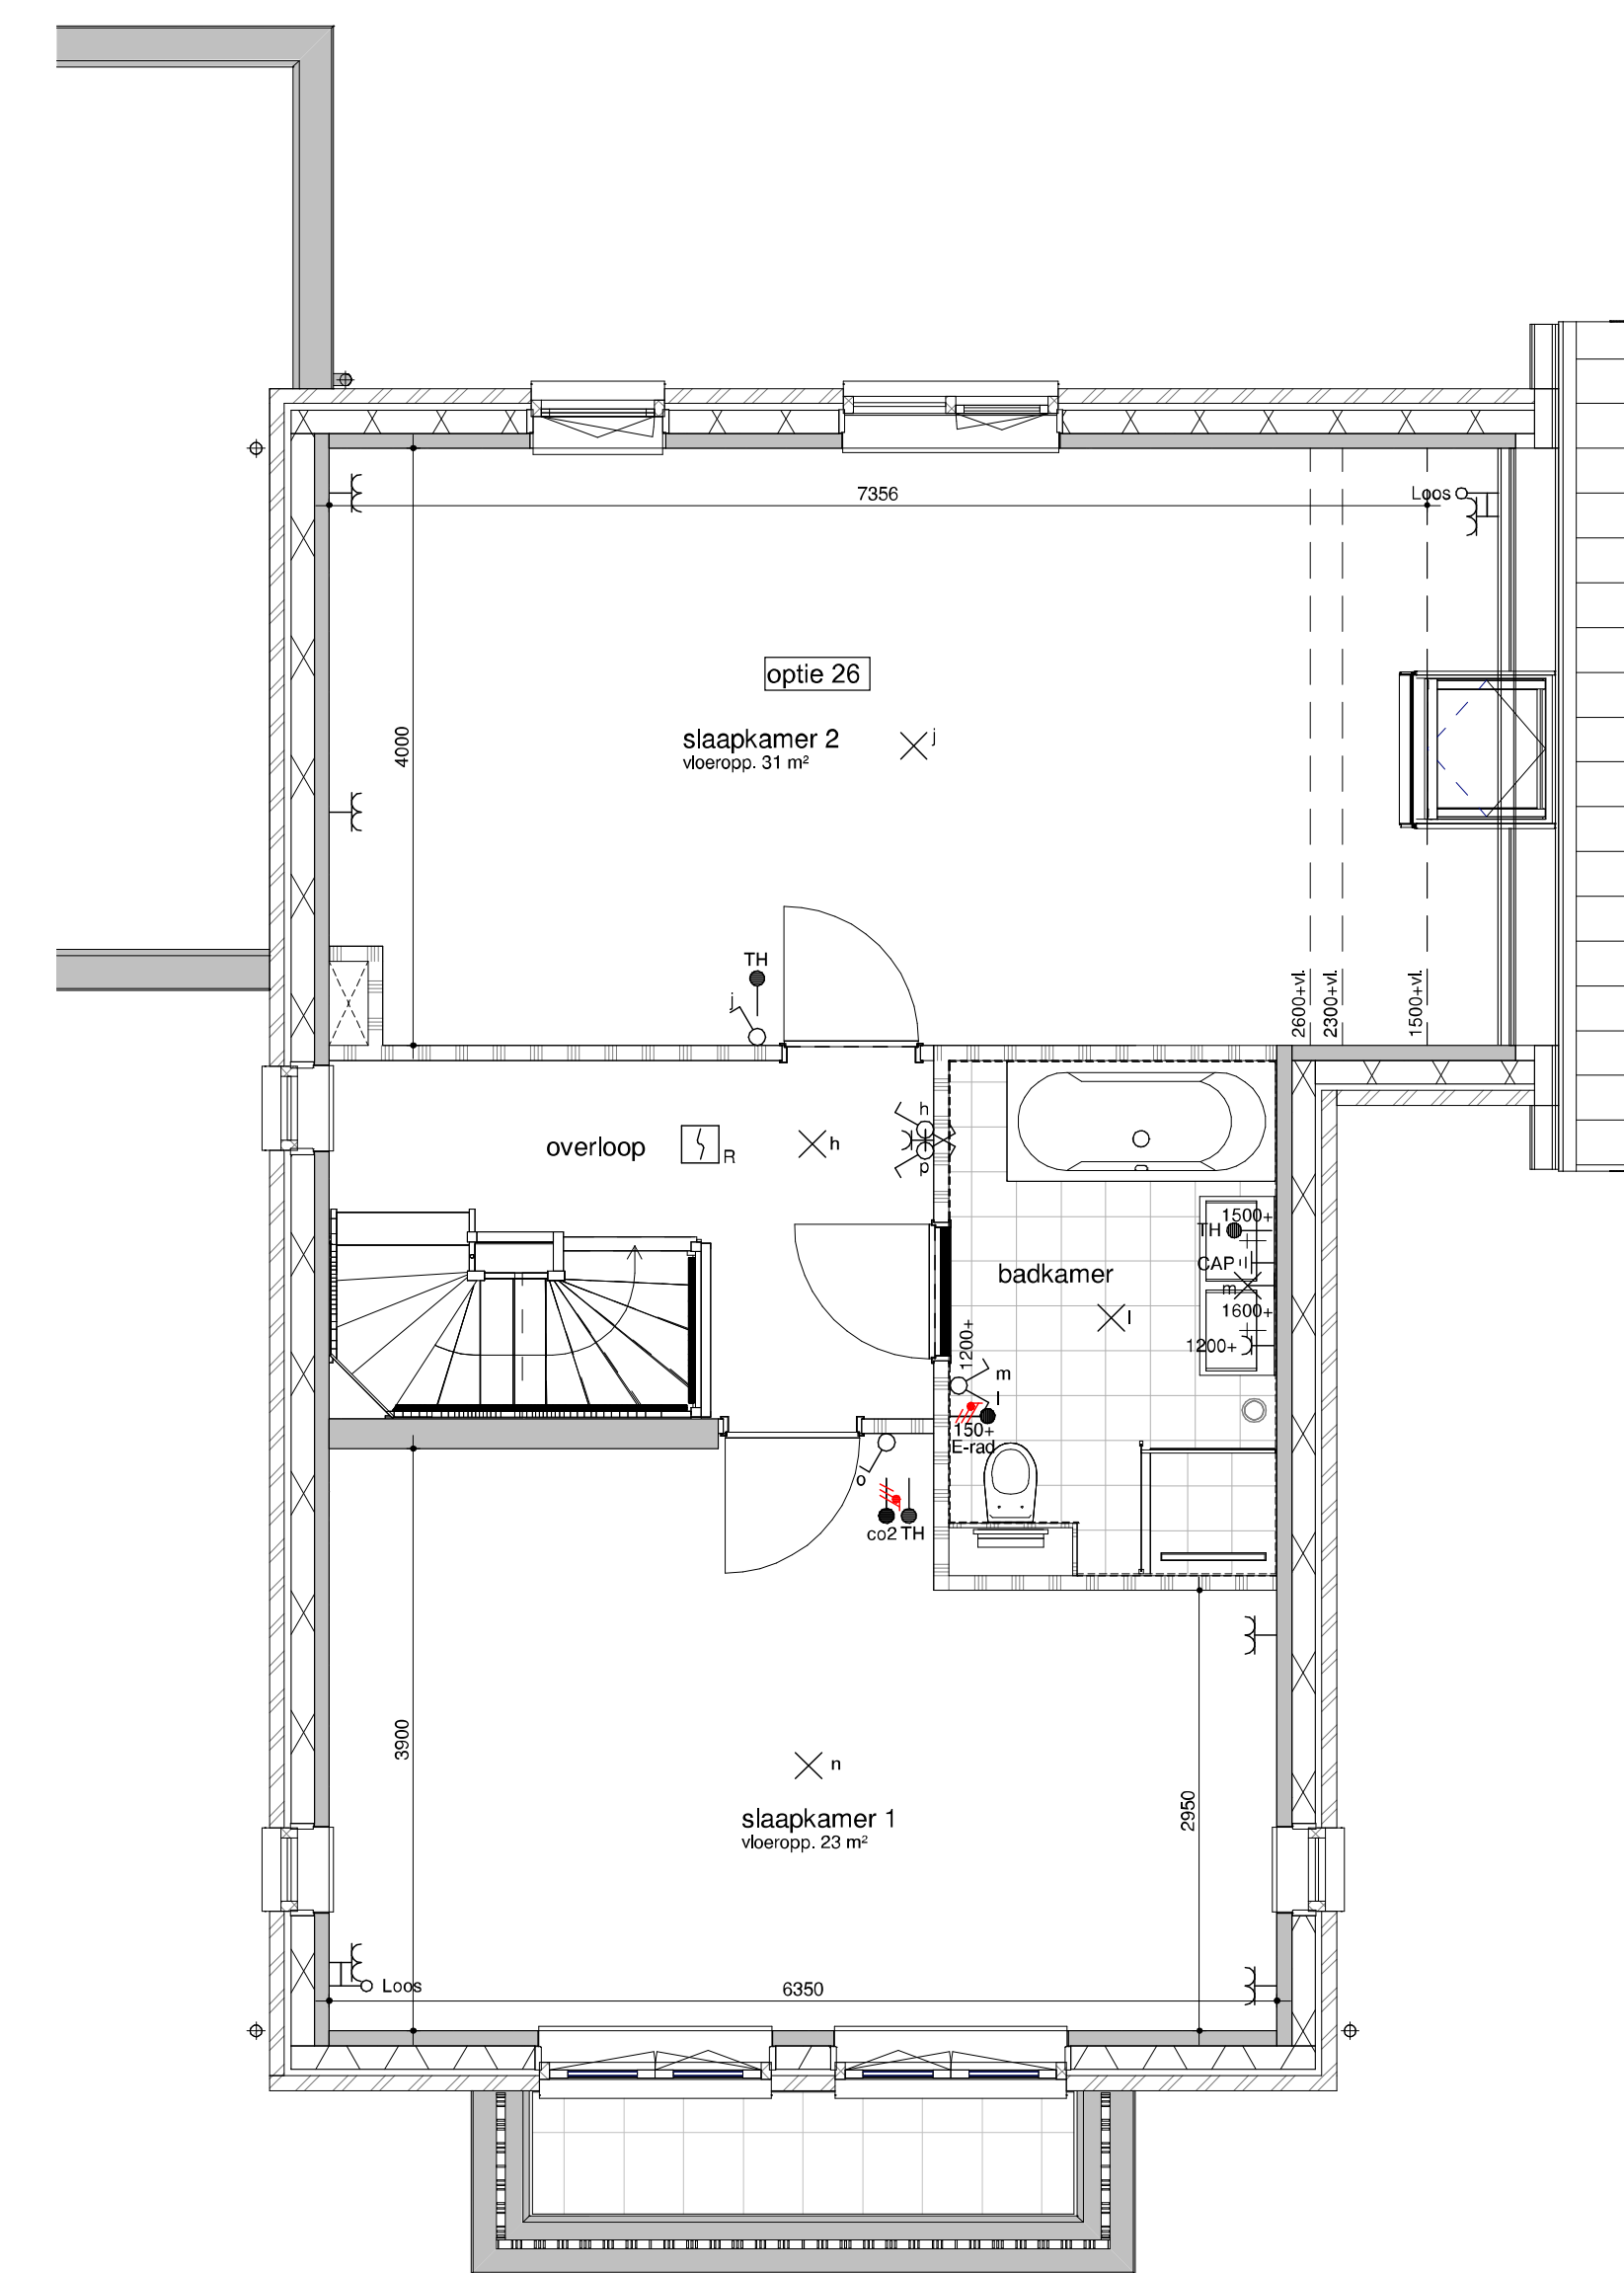 7356
Loos
optie 26
slaapkamer 2
vloeropp. 31 m²
j
4000
TH
j
2600+vl.
2300+vl.
1500+vl.
overloop
R
h
h
p
badkamer
l
1500+
TH
CAP
m
1600+
1200+
1200+
m
l
150+
E-rad
o
co2 TH
3900
n
slaapkamer 1
vloeropp. 23 m²
2950
Loos
6350